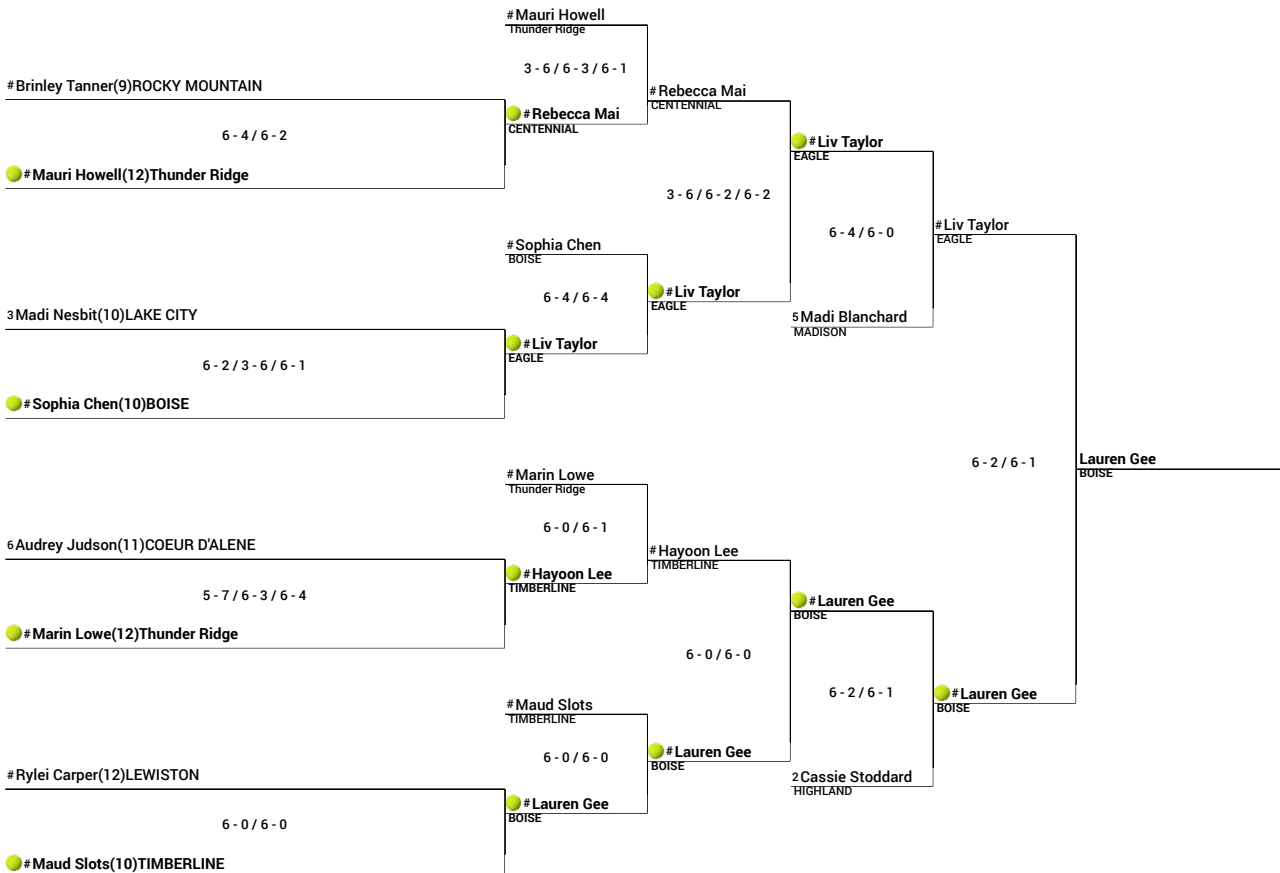 #Mauri Howell
Thunder Ridge
3 - 6 / 6 - 3 / 6 - 1
#Brinley Tanner(9)ROCKY MOUNTAIN
#Rebecca Mai
CENTENNIAL
#Rebecca Mai
CENTENNIAL
6 - 4 / 6 - 2
#Liv Taylor
EAGLE
#Mauri Howell(12)Thunder Ridge
3 - 6 / 6 - 2 / 6 - 2
#Liv Taylor
EAGLE
6 - 4 / 6 - 0
#Sophia Chen
BOISE
6 - 4 / 6 - 4
#Liv Taylor
EAGLE
3Madi Nesbit(10)LAKE CITY
5Madi Blanchard
MADISON
#Liv Taylor
EAGLE
6 - 2 / 3 - 6 / 6 - 1
#Sophia Chen(10)BOISE
6 - 2 / 6 - 1
Lauren Gee
BOISE
#Marin Lowe
Thunder Ridge
6 - 0 / 6 - 1
6Audrey Judson(11)COEUR D'ALENE
#Hayoon Lee
TIMBERLINE
#Hayoon Lee
TIMBERLINE
5 - 7 / 6 - 3 / 6 - 4
#Lauren Gee
BOISE
#Marin Lowe(12)Thunder Ridge
6 - 0 / 6 - 0
6 - 2 / 6 - 1
#Lauren Gee
BOISE
#Maud Slots
TIMBERLINE
6 - 0 / 6 - 0
#Lauren Gee
BOISE
#Rylei Carper(12)LEWISTON
2Cassie Stoddard
HIGHLAND
#Lauren Gee
BOISE
6 - 0 / 6 - 0
#Maud Slots(10)TIMBERLINE